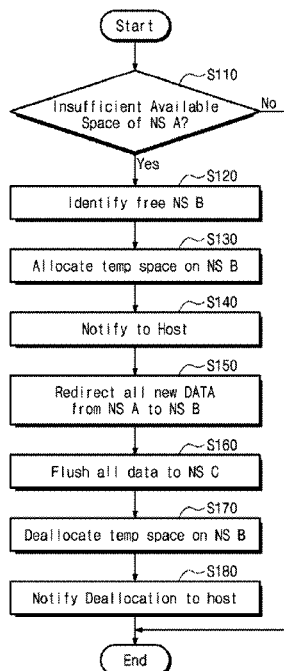 Start
S110
Insufficient Available
Space of NS A?
No
Yes
S120
Identify free NS B
S130
Allocate temp space on NS B
S140
Notify to Host
S150
Redirect all new DATA
from NS A to NS B
S160
Flush all data to NS C
S170
Deallocate temp space on NS B
S180
Notify Deallocation to host
End